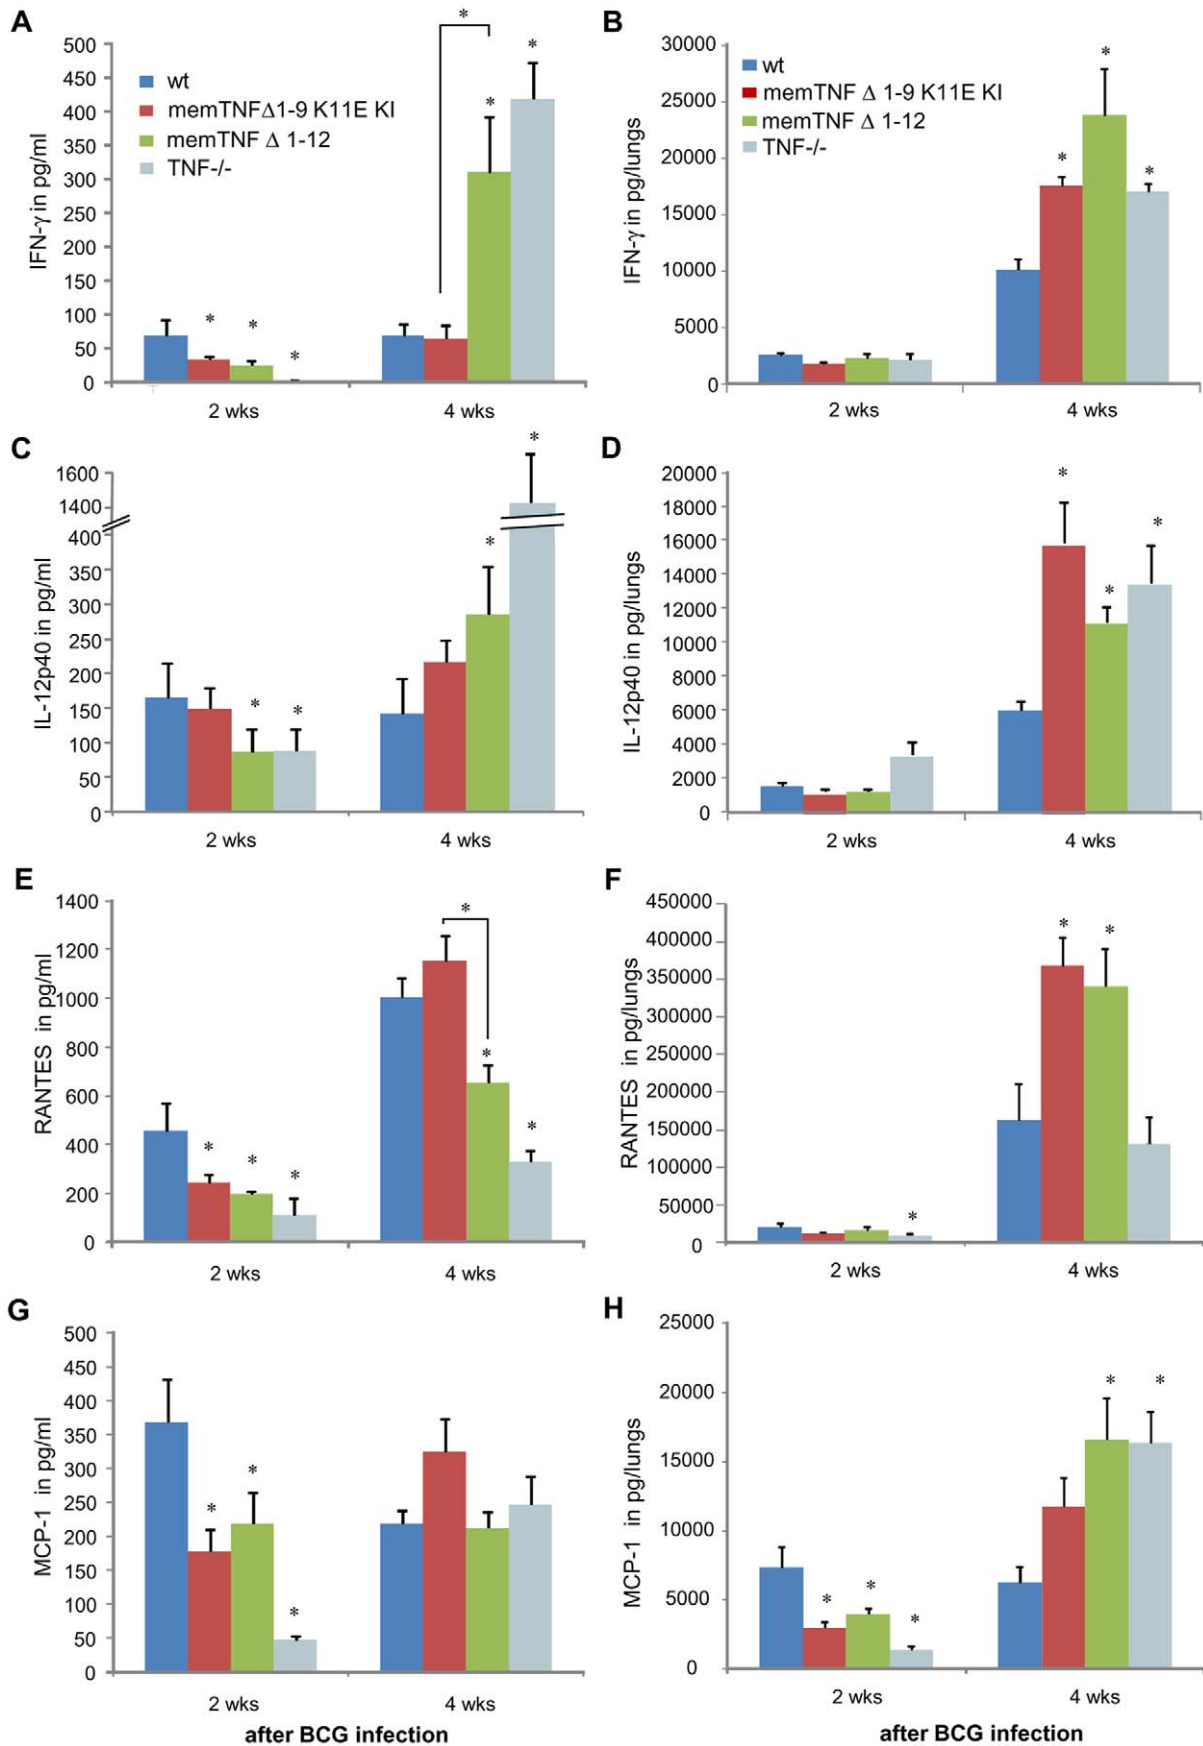 A
IFN-γ in pg/ml
500
450
400
350
300
250
200
150
100
50
0
wt
memTNFΔ1-9 K11E KI
memTNF Δ 1-12
TNF-/-
*
*
*
*
*
*
2 wks
4 wks
B
IFN-γ in pg/lungs
30000
25000
20000
15000
10000
5000
0
wt
memTNF Δ 1-9 K11E KI
memTNF Δ 1-12
TNF-/-
*
*
*
2 wks
4 wks
C
IL-12p40 in pg/ml
1600
1400
400
350
300
250
200
150
100
50
0
*
*
*
*
2 wks
4 wks
D
IL-12p40 in pg/lungs
20000
18000
16000
14000
12000
10000
8000
6000
4000
2000
0
*
*
*
2 wks
4 wks
E
RANTES in pg/ml
1400
1200
1000
800
600
400
200
0
*
*
*
*
*
*
2 wks
4 wks
F
RANTES in pg/lungs
450000
400000
350000
300000
250000
200000
150000
100000
50000
0
*
*
*
2 wks
4 wks
G
MCP-1 in pg/ml
500
450
400
350
300
250
200
150
100
50
0
*
*
*
2 wks
4 wks
after BCG infection
H
MCP-1 in pg/lungs
25000
20000
15000
10000
5000
0
*
*
*
*
*
2 wks
4 wks
after BCG infection